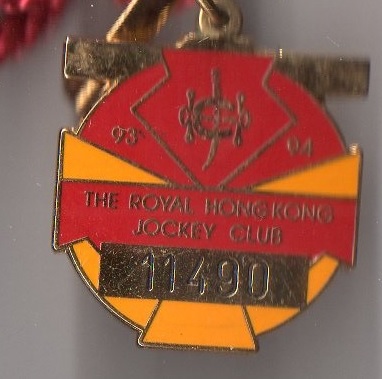 93 94
THE ROYAL HONG KONG
JOCKEY CLUB
11490